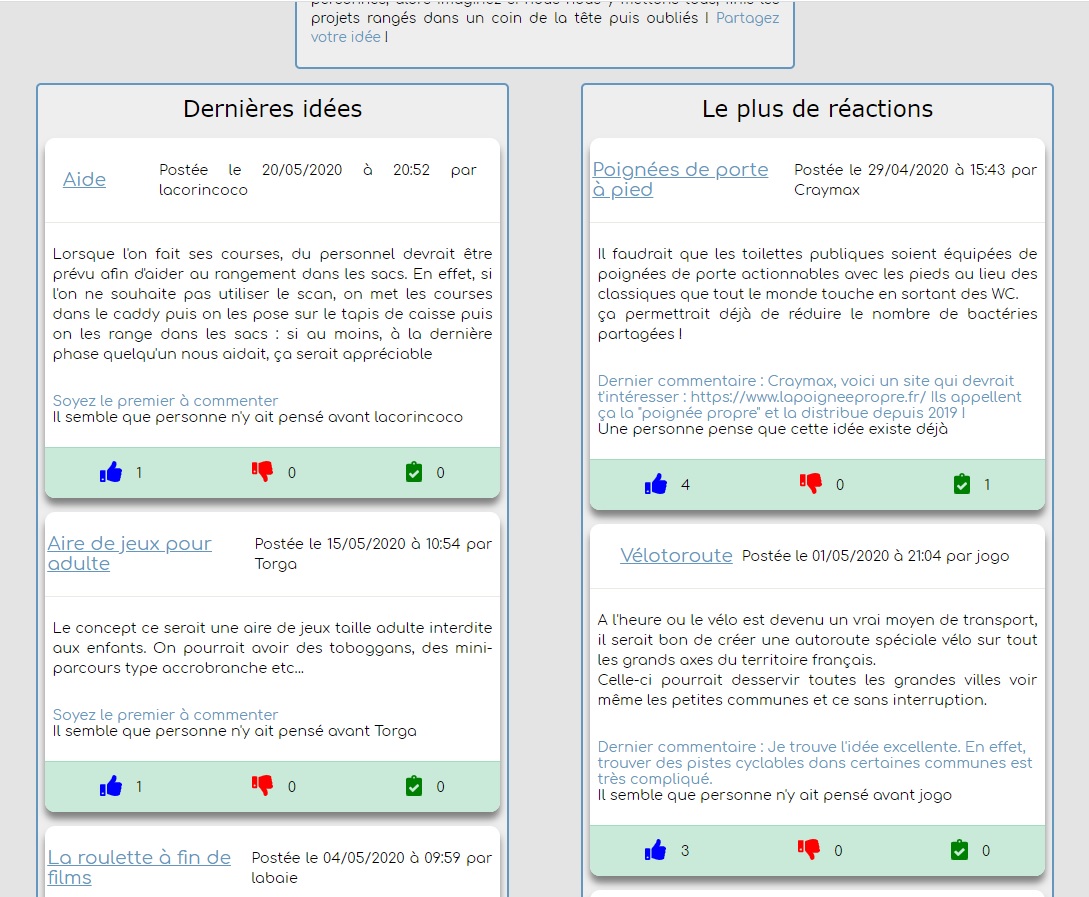 personnes, alors imaginez si nous nous y mettons tous, finis les
projets rangés dans un coin de la tête puis oubliés ! Partagez
votre idée !
Dernières idées
Aide
Postée le 20/05/2020 à 20:52 par
lacorincoco
Lorsque l'on fait ses courses, du personnel devrait être
prévu afin d'aider au rangement dans les sacs. En effet, si
l'on ne souhaite pas utiliser le scan, on met les courses
dans le caddy puis on les pose sur le tapis de caisse puis
on les range dans les sacs : si au moins, à la dernière
phase quelqu'un nous aidait, ça serait appréciable
Soyez le premier à commenter
Il semble que personne n'y ait pensé avant lacorincoco
1 0 0
Aire de jeux pour
adulte
Postée le 15/05/2020 à 10:54 par
Torga
Le concept ce serait une aire de jeux taille adulte interdite
aux enfants. On pourrait avoir des toboggans, des mini-
parcours type accrobranche etc...
Soyez le premier à commenter
Il semble que personne n'y ait pensé avant Torga
1 0 0
La roulette à fin de
films
Postée le 04/05/2020 à 09:59 par
labaie
Le plus de réactions
Poignées de porte
à pied
Postée le 29/04/2020 à 15:43 par
Craymax
Il faudrait que les toilettes publiques soient équipées de
poignées de porte actionnables avec les pieds au lieu des
classiques que tout le monde touche en sortant des WC.
ça permettrait déjà de réduire le nombre de bactéries
partagées !
Dernier commentaire : Craymax, voici un site qui devrait
t'intéresser : https://www.lapoigneepropre.fr/ Ils appellent
ça la "poignée propre" et la distribue depuis 2019 !
Une personne pense que cette idée existe déjà
4 0 1
Vélotoroute
Postée le 01/05/2020 à 21:04 par jogo
A l'heure ou le vélo est devenu un vrai moyen de transport,
il serait bon de créer une autoroute spéciale vélo sur tout
les grands axes du territoire français.
Celle-ci pourrait desservir toutes les grandes villes voir
même les petites communes et ce sans interruption.
Dernier commentaire : Je trouve l'idée excellente. En effet,
trouver des pistes cyclables dans certaines communes est
très compliqué.
Il semble que personne n'y ait pensé avant jogo
3 0 0